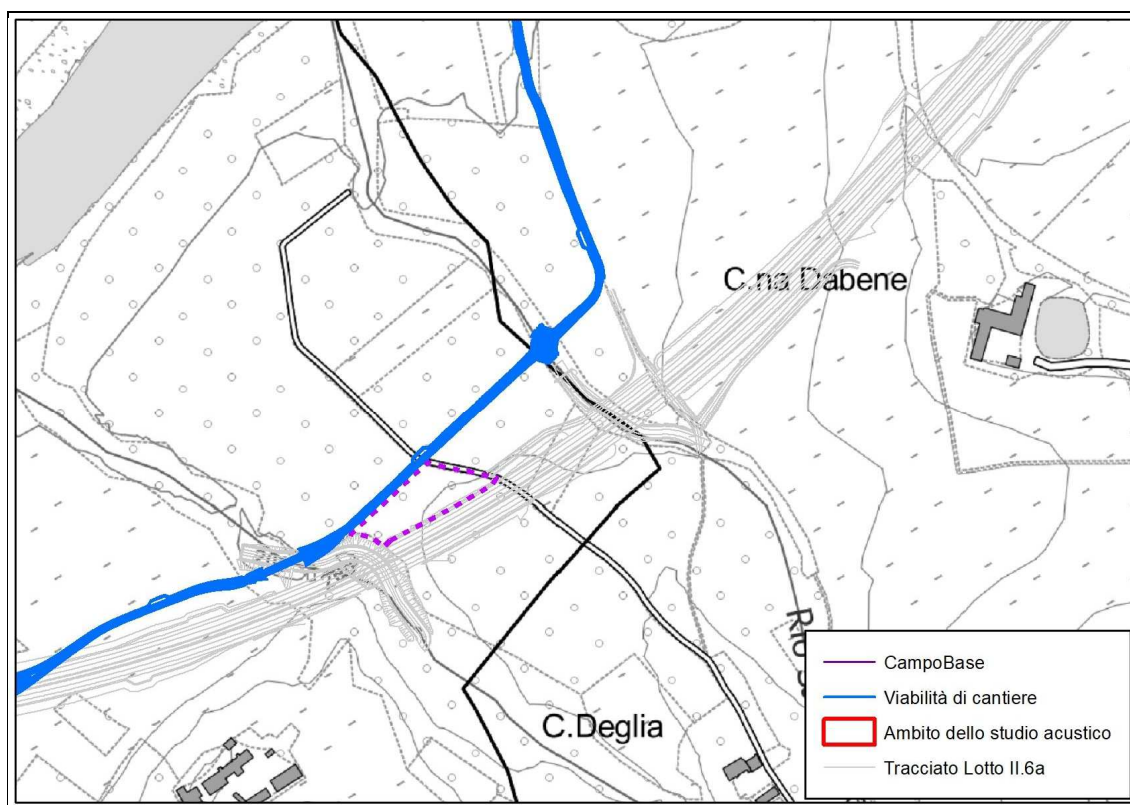 C.na Dabene
C.Deglia
CampoBase
Viabilità di cantiere
Ambito dello studio acustico
Tracciato Lotto II.6a